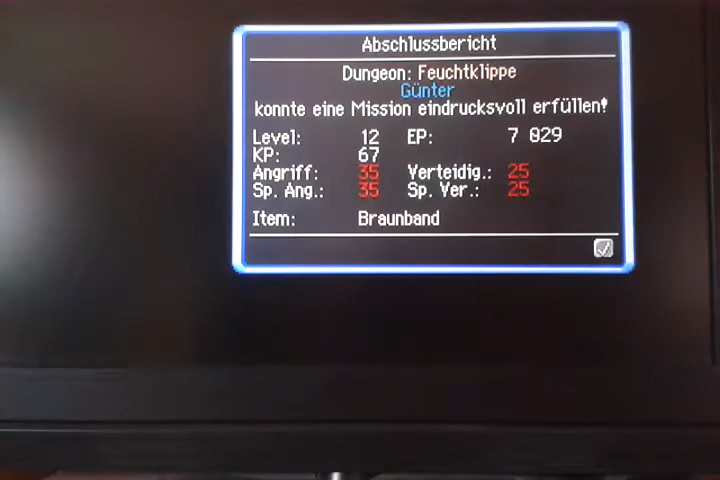 Abschlussbericht
Dungeon: Feuchtklippe
Günter
konnte eine Mission eindrucksvoll erfüllen!
Level: 12 EP: 7 829
KP: 67
Angriff: 35 Verteidig.: 25
Sp. Ang.: 35 Sp. Ver.: 25
Item: Braunband